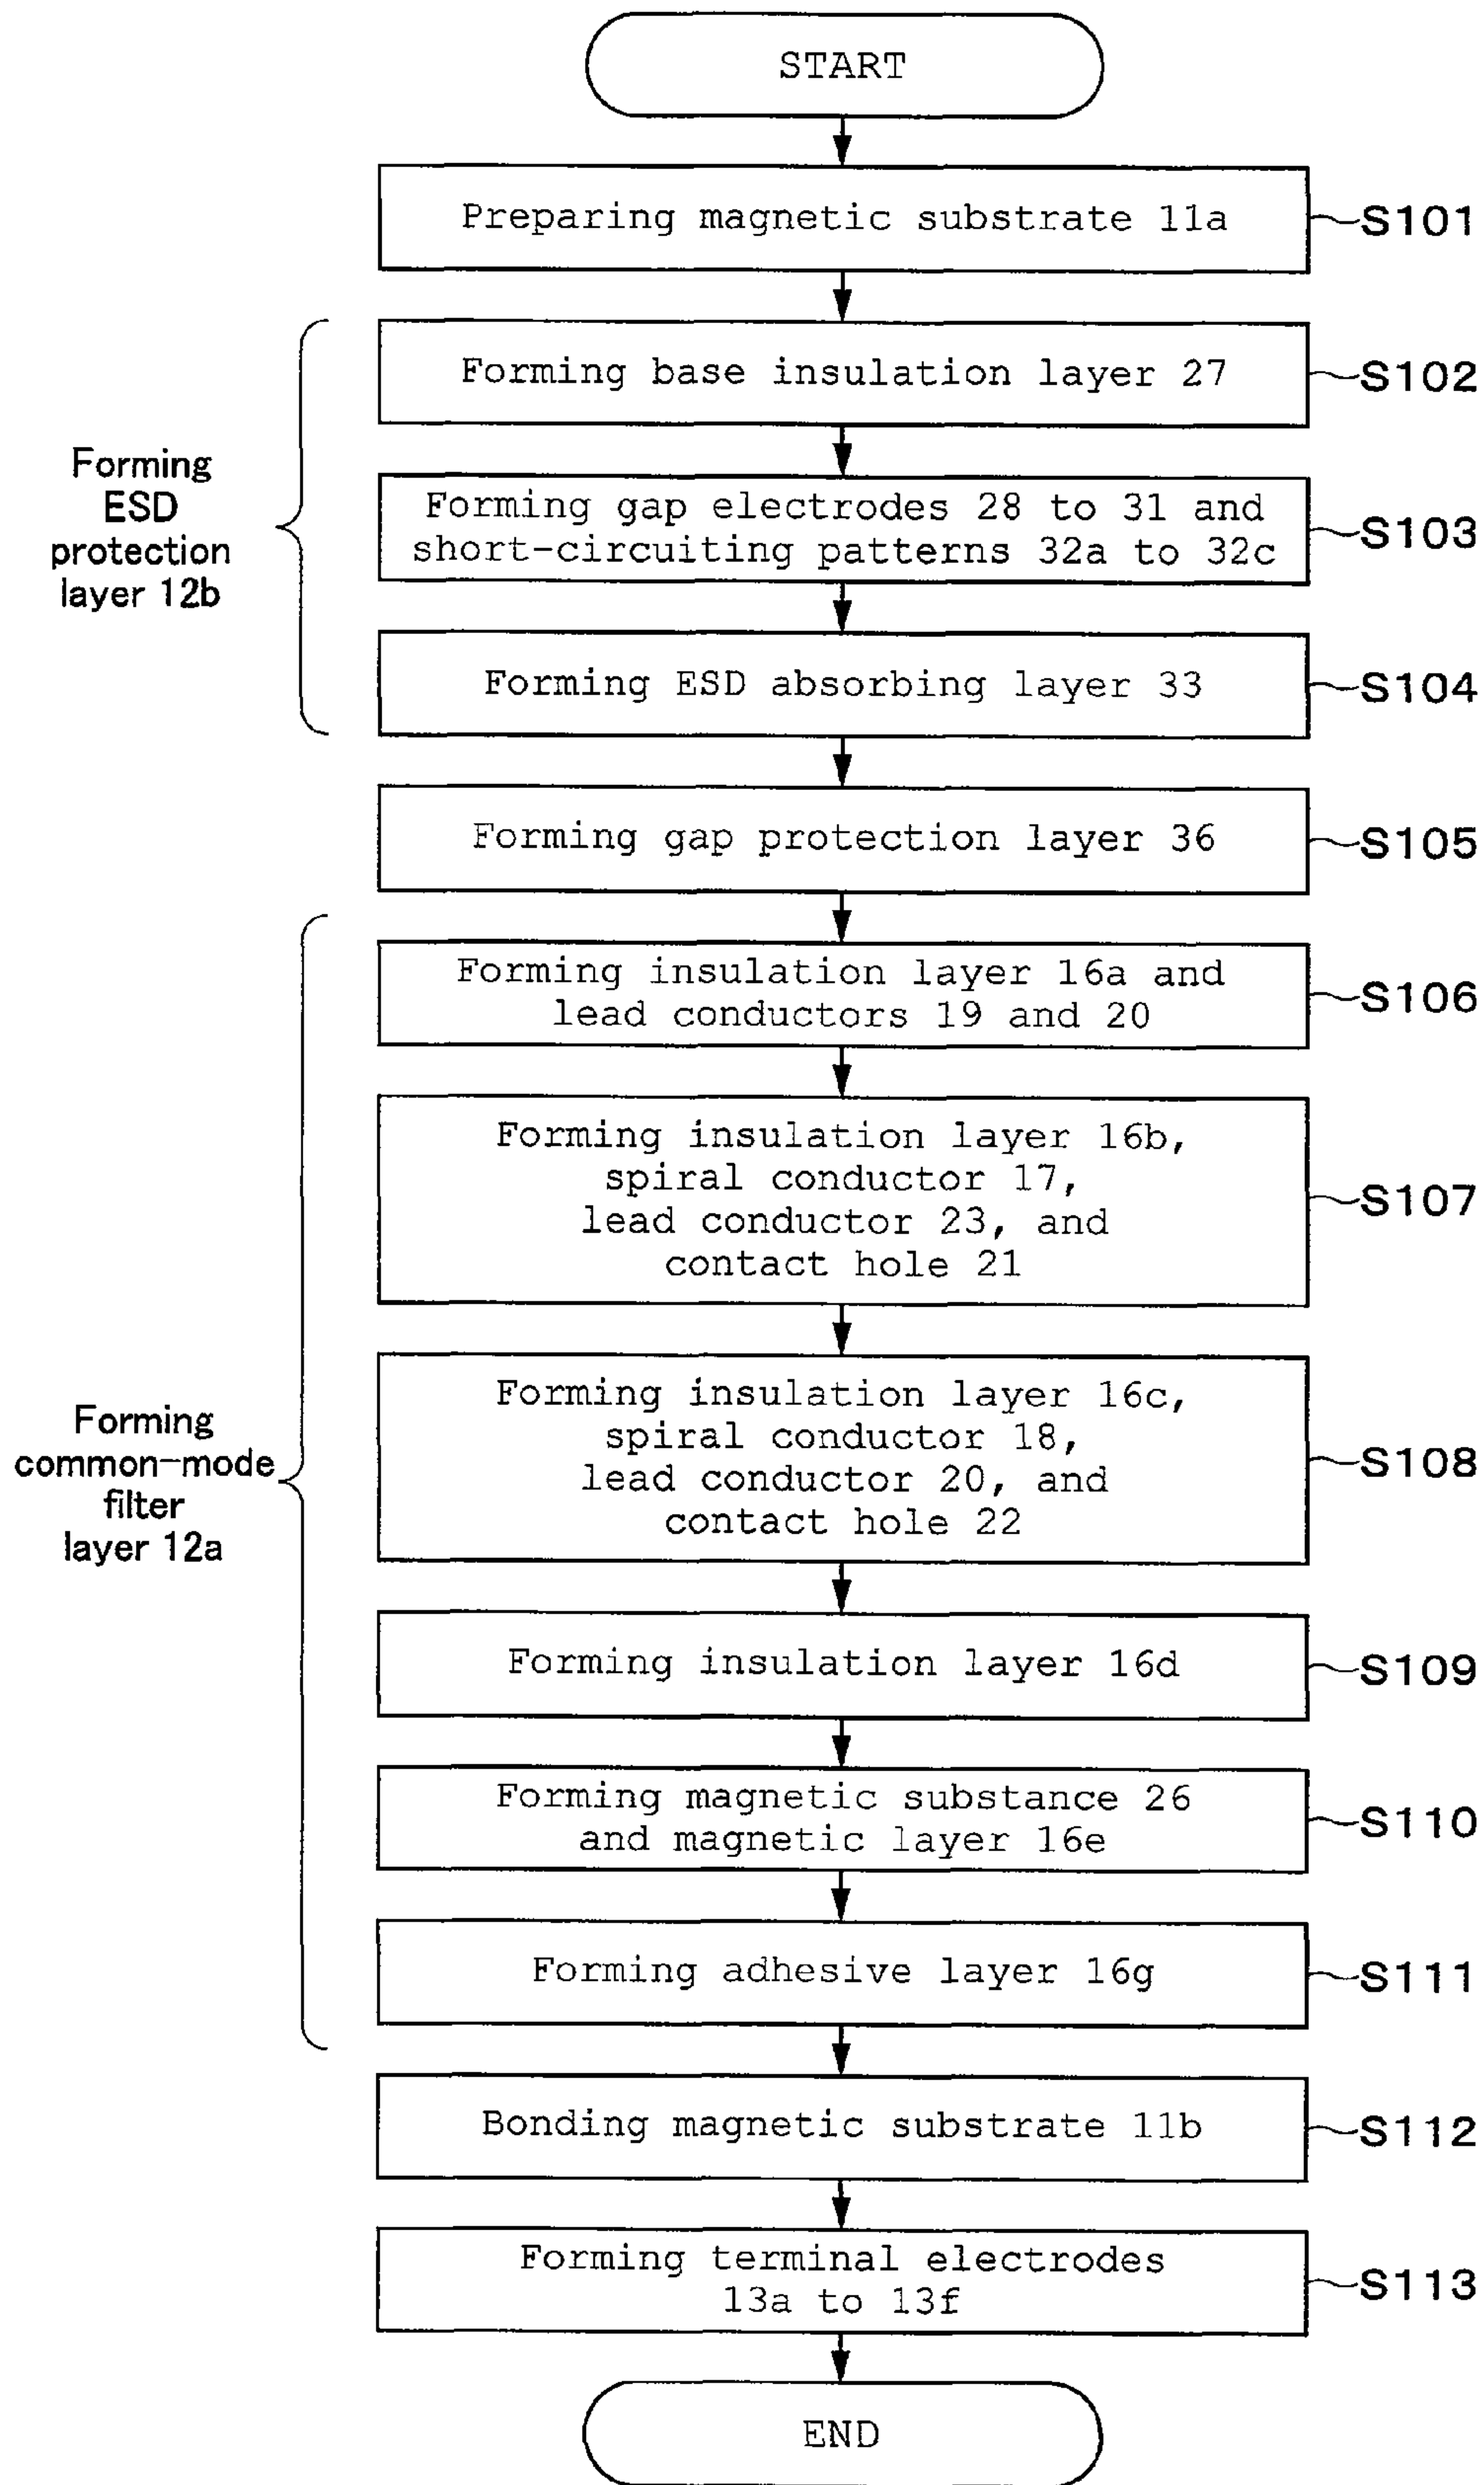 START
Preparing magnetic substrate 11a
S101
Forming
ESD
protection
layer 12b
Forming base insulation layer 27
S102
Forming gap electrodes 28 to 31 and
short-circuiting patterns 32a to 32c
S103
Forming ESD absorbing layer 33
S104
Forming gap protection layer 36
S105
Forming
common-mode
filter
layer 12a
Forming insulation layer 16a and
lead conductors 19 and 20
S106
Forming insulation layer 16b,
spiral conductor 17,
lead conductor 23, and
contact hole 21
S107
Forming insulation layer 16c,
spiral conductor 18,
lead conductor 20, and
contact hole 22
S108
Forming insulation layer 16d
S109
Forming magnetic substance 26
and magnetic layer 16e
S110
Forming adhesive layer 16g
S111
Bonding magnetic substrate 11b
S112
Forming terminal electrodes
13a to 13f
S113
END